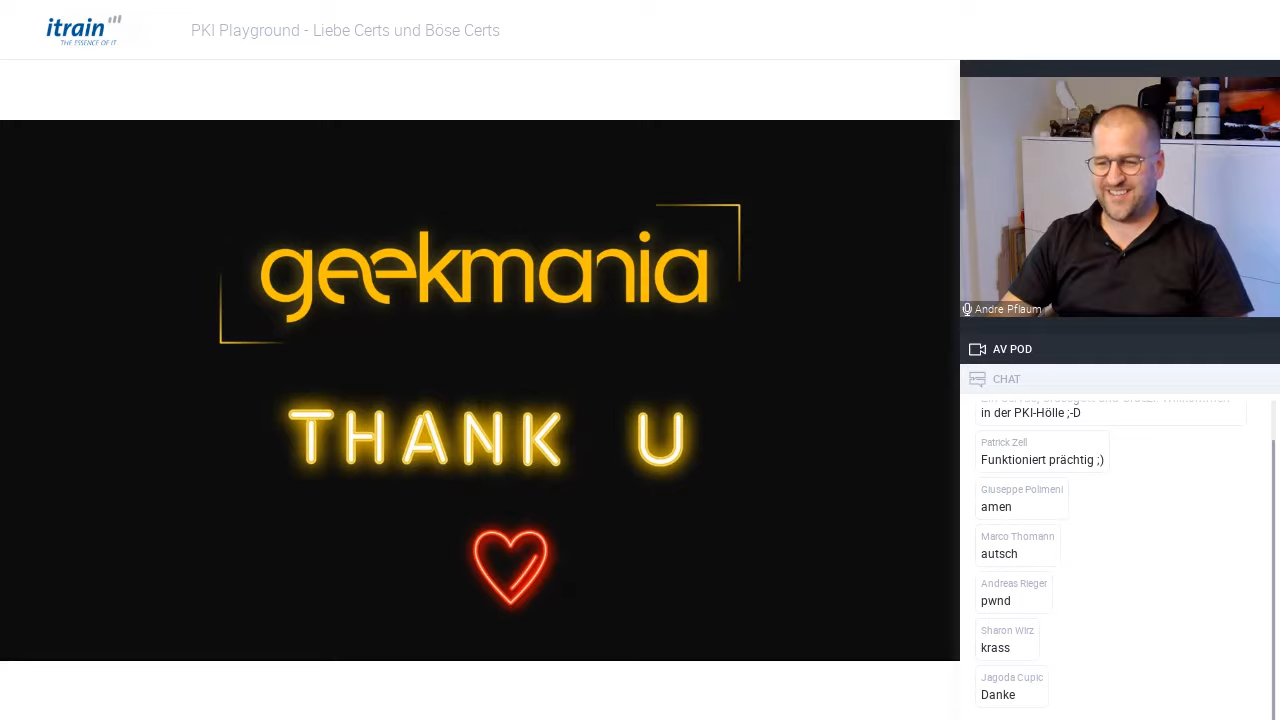 itrain
THE ESSENCE OF IT
PKI Playground - Liebe Certs und Böse Certs
geekmania
THANK U
Andre Pflaum
AV POD
CHAT
in der PKI-Hölle ;-D
Patrick Zell
Funktioniert prächtig ;)
Giuseppe Polimeni
amen
Marco Thomann
autsch
Andreas Rieger
pwnd
Sharon Wirz
krass
Jagoda Cupic
Danke